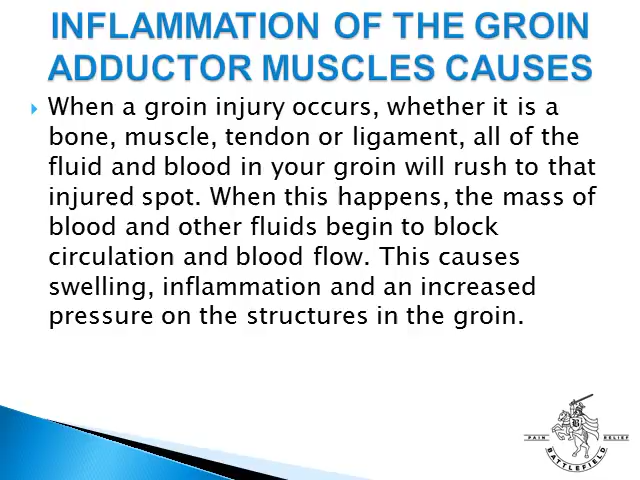 INFLAMMATION OF THE GROIN
ADDUCTOR MUSCLES CAUSES
When a groin injury occurs, whether it is a
bone, muscle, tendon or ligament, all of the
fluid and blood in your groin will rush to that
injured spot. When this happens, the mass of
blood and other fluids begin to block
circulation and blood flow. This causes
swelling, inflammation and an increased
pressure on the structures in the groin.
B
PAIN RELIEF
BATTLEFIELD